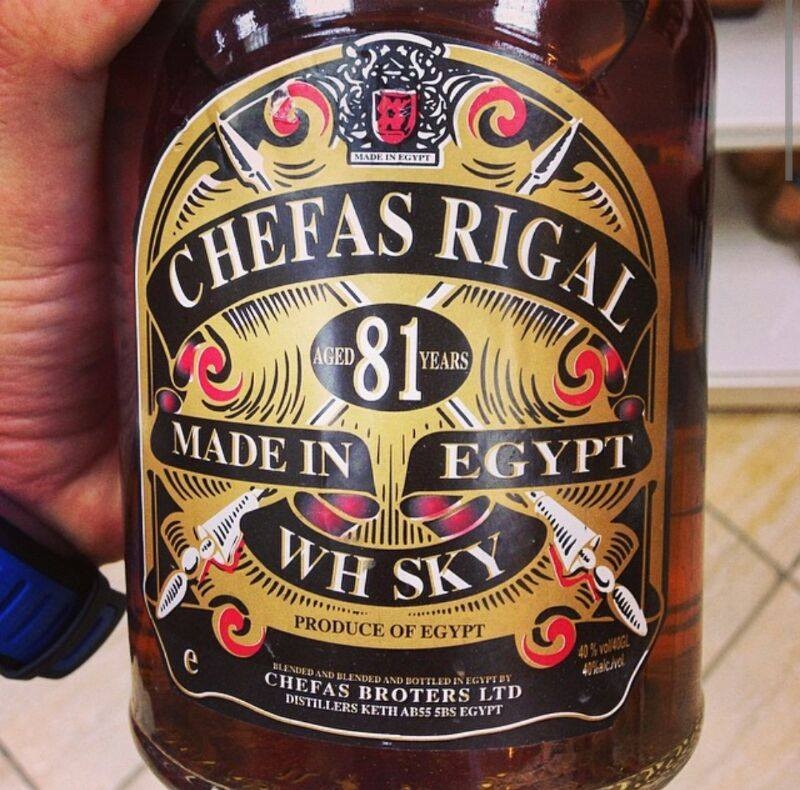 MADE IN EGYPT
CHEFAS RIGAL
AGED 81 YEARS
MADE IN EGYPT
WH SKY
PRODUCE OF EGYPT
40 % vol/40GL
40%alc./vol.
e
BLENDED AND BLENDED AND BOTTLED IN EGYPT BY
CHEFAS BROTERS LTD
DISTILLERS KETH AB55 5BS EGYPT